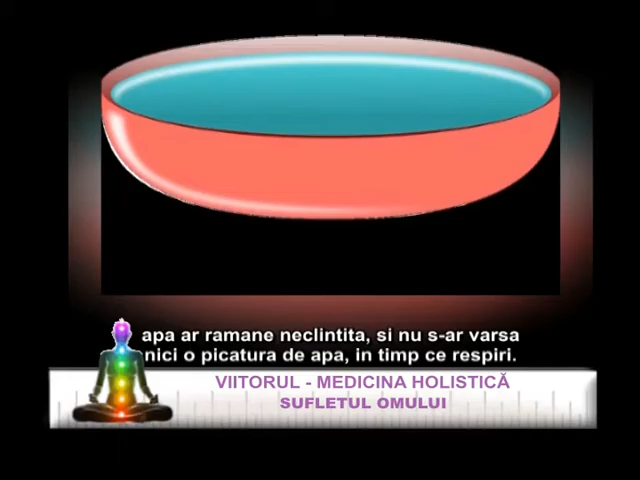 apa ar ramane neclintita, si nu s-ar varsa
nici o picatura de apa, in timp ce respiri.
VIITORUL - MEDICINA HOLISTICĂ
SUFLETUL OMULUI